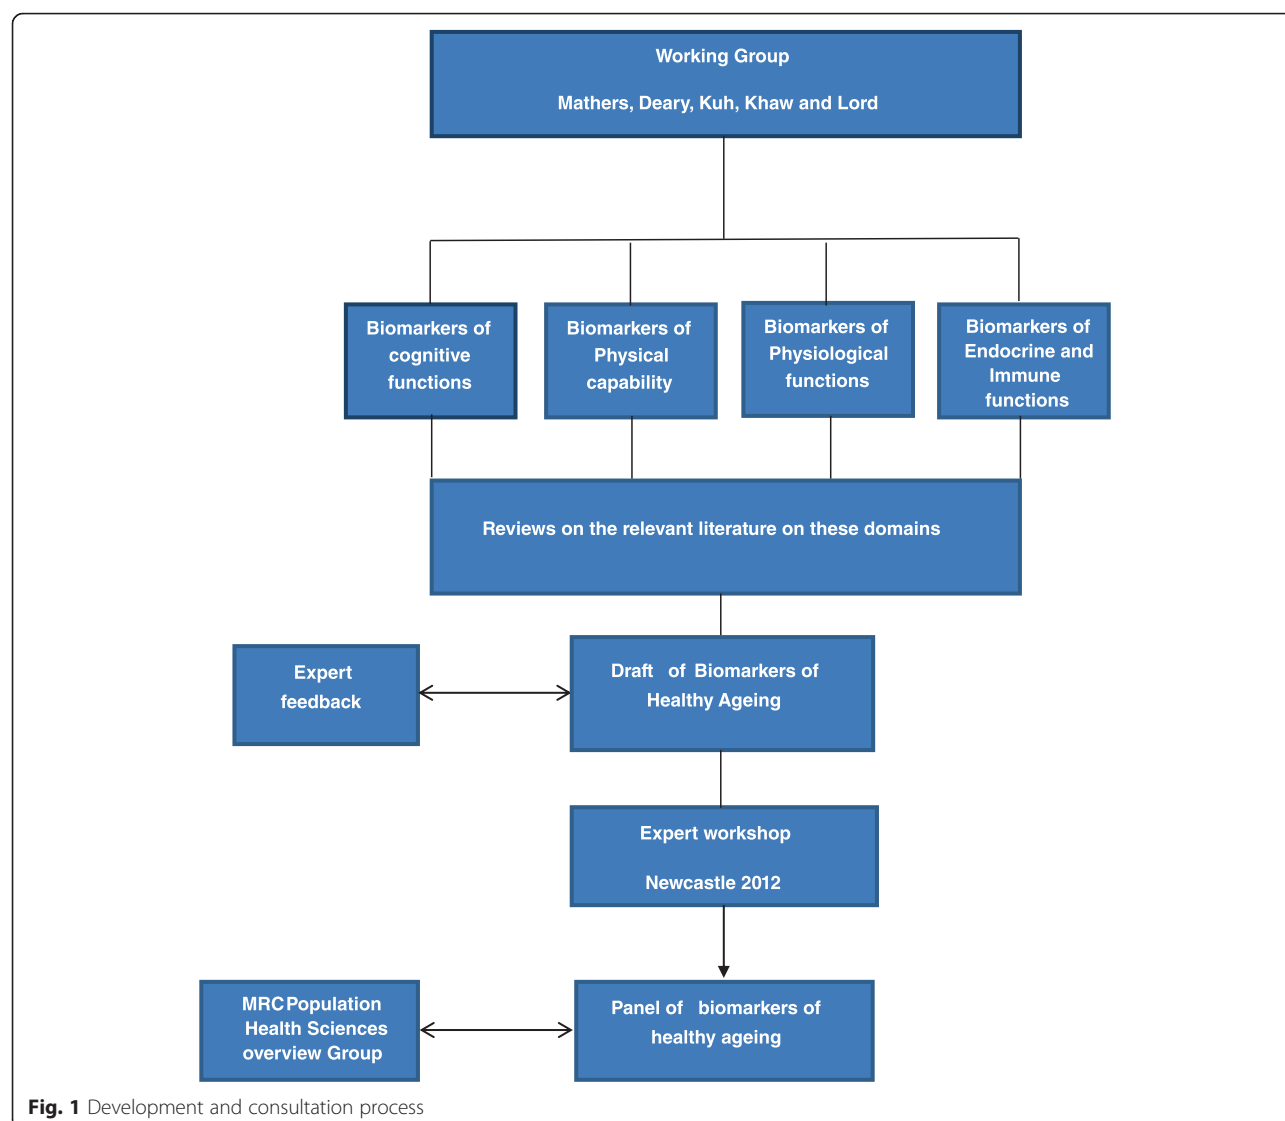 Working Group
Mathers, Deary, Kuh, Khaw and Lord
Biomarkers of
cognitive
functions
Biomarkers of
Physical
capability
Biomarkers of
Physiological
functions
Biomarkers of
Endocrine and
Immune
functions
Reviews on the relevant literature on these domains
Expert
feedback
Draft of Biomarkers of
Healthy Ageing
Expert workshop
Newcastle 2012
MRC Population
Health Sciences
overview Group
Panel of biomarkers of
healthy ageing
Fig. 1 Development and consultation process